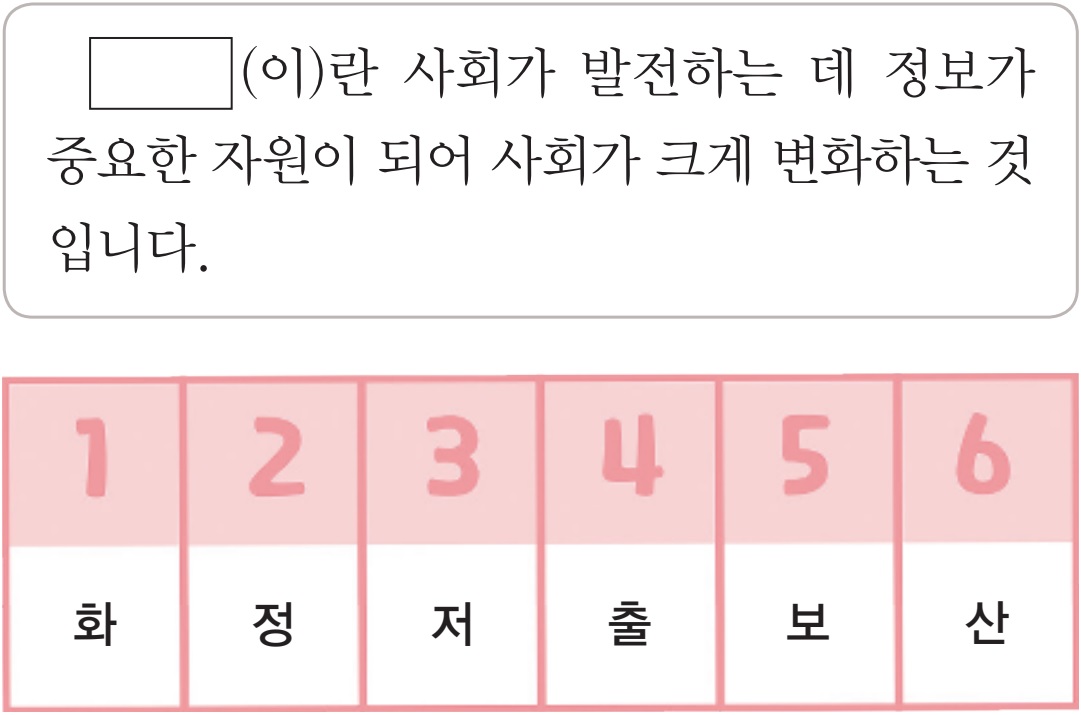 (이)란 사회가 발전하는 데 정보가
중요한 자원이 되어 사회가 크게 변화하는 것
입니다.
1 2 3 4 5 6
화 정 저 출 보 산